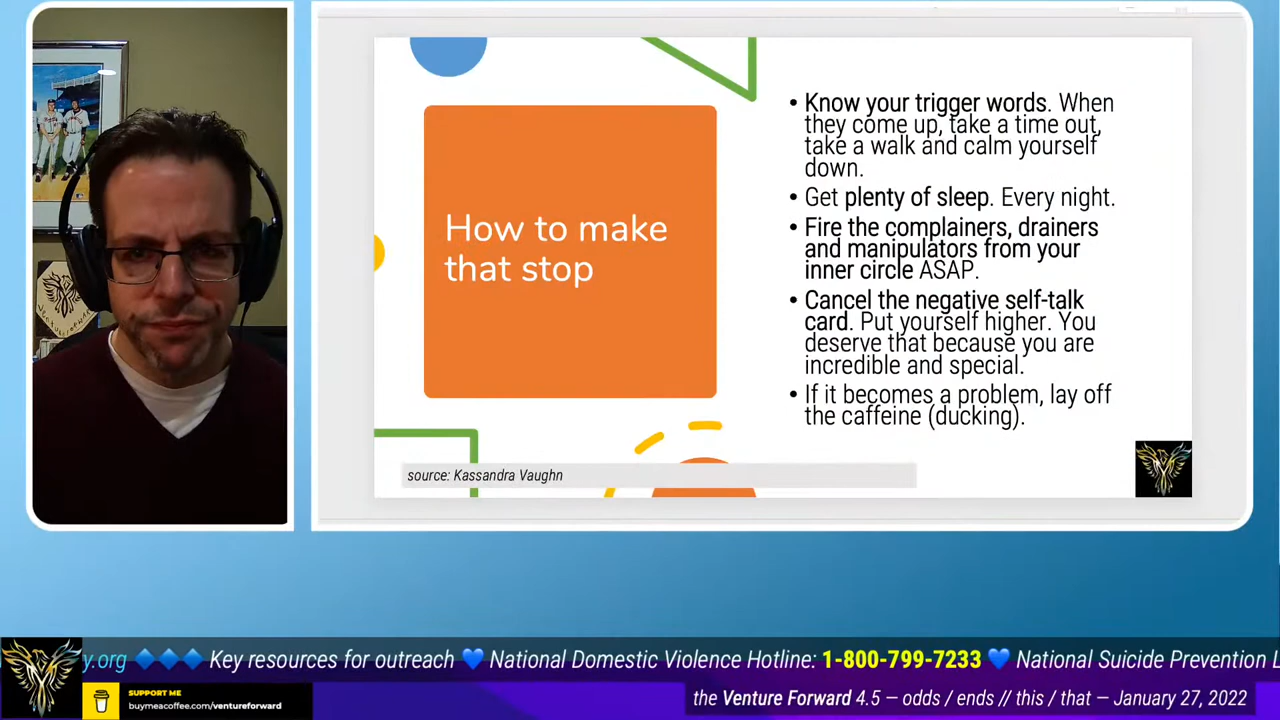 How to make
that stop
• Know your trigger words. When
they come up, take a time out,
take a walk and calm yourself
down.
• Get plenty of sleep. Every night.
• Fire the complainers, drainers
and manipulators from your
inner circle ASAP.
• Cancel the negative self-talk
card. Put yourself higher. You
deserve that because you are
incredible and special.
• If it becomes a problem, lay off
the caffeine (ducking).
source: Kassandra Vaughn
y.org 🔷🔷🔷 Key resources for outreach 💙 National Domestic Violence Hotline: 1-800-799-7233 💙 National Suicide Prevention L
SUPPORT ME
buymeacoffee.com/ventureforward
the Venture Forward 4.5 — odds / ends // this / that — January 27, 2022